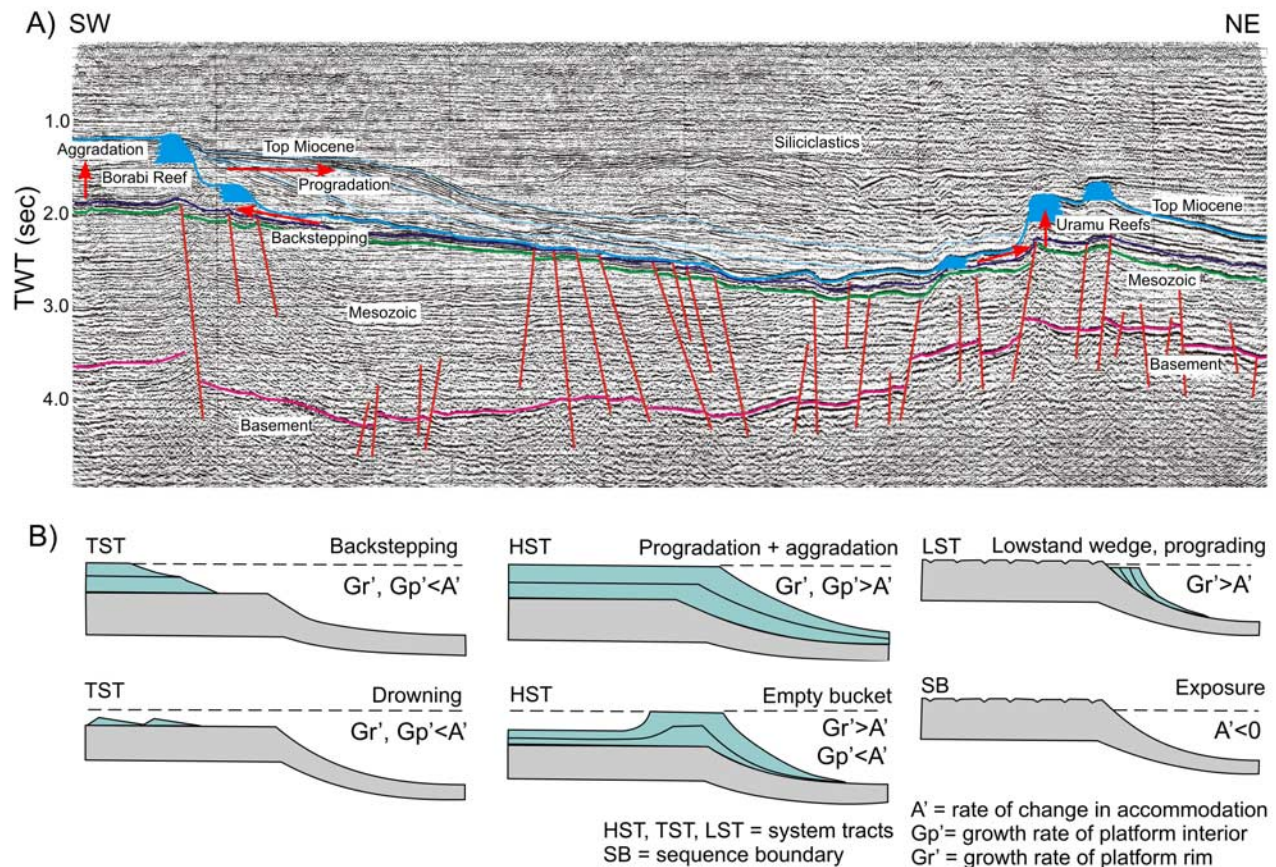 A)
SW
NE
TWT (sec)
1.0
2.0
3.0
4.0
Aggradation
Borabi Reef
Top Miocene
Progradation
Backstepping
Siliciclastics
Top Miocene
Uramu Reefs
Mesozoic
Mesozoic
Basement
Basement
B)
TST
Backstepping
Gr’, Gp’<A’
HST
Progradation + aggradation
Gr’, Gp’>A’
LST
Lowstand wedge, prograding
Gr’>A’
TST
Drowning
Gr’, Gp’<A’
HST
Empty bucket
Gr’>A’
Gp’<A’
SB
Exposure
A’<0
HST, TST, LST = system tracts
SB = sequence boundary
A’ = rate of change in accommodation
Gp’= growth rate of platform interior
Gr’ = growth rate of platform rim